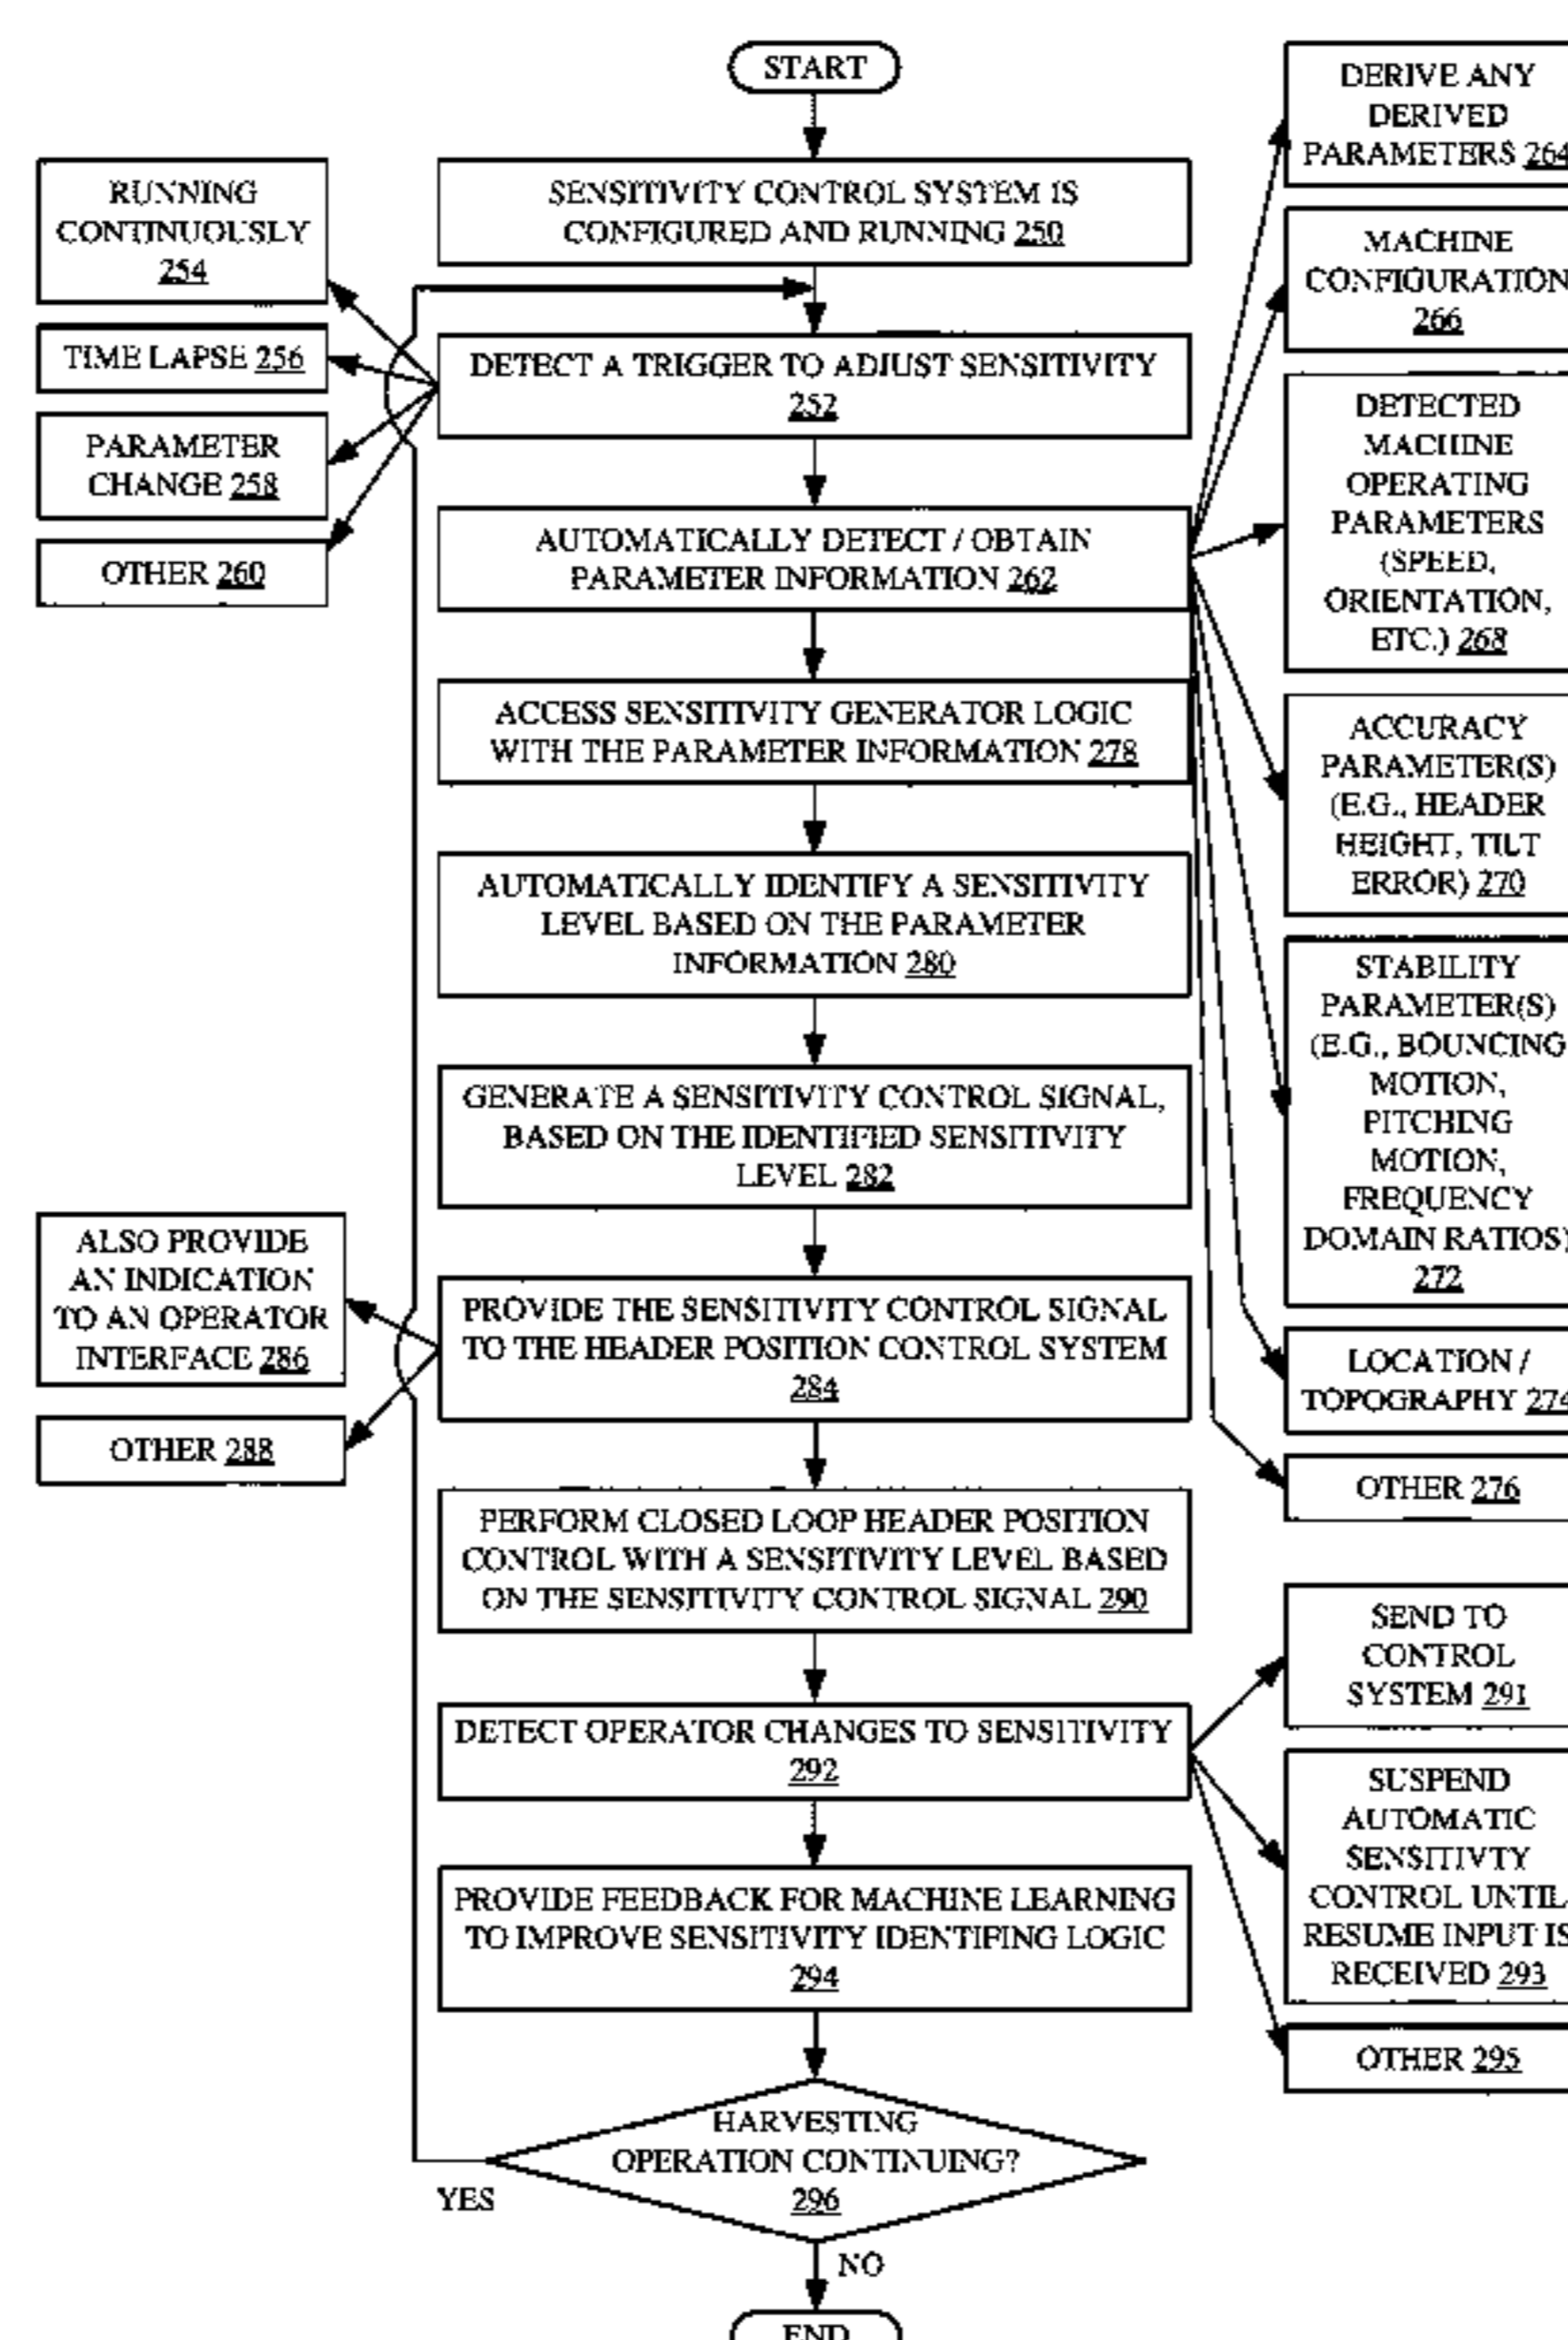 START
SENSITIVITY CONTROL SYSTEM IS
CONFIGURED AND RUNNING 250
RUNNING
CONTINUOUSLY
254
TIME LAPSE 256
PARAMETER
CHANGE 258
OTHER 260
DETECT A TRIGGER TO ADJUST SENSITIVITY
252
AUTOMATICALLY DETECT / OBTAIN
PARAMETER INFORMATION 262
DERIVE ANY
DERIVED
PARAMETERS 264
MACHINE
CONFIGURATION
266
DETECTED
MACHINE
OPERATING
PARAMETERS
(SPEED,
ORIENTATION,
ETC.) 268
ACCURACY
PARAMETER(S)
(E.G., HEADER
HEIGHT, TILT
ERROR) 270
STABILITY
PARAMETER(S)
(E.G., BOUNCING
MOTION,
PITCHING
MOTION,
FREQUENCY
DOMAIN RATIOS)
272
LOCATION /
TOPOGRAPHY 274
OTHER 276
ACCESS SENSITIVITY GENERATOR LOGIC
WITH THE PARAMETER INFORMATION 278
AUTOMATICALLY IDENTIFY A SENSITIVITY
LEVEL BASED ON THE PARAMETER
INFORMATION 280
GENERATE A SENSITIVITY CONTROL SIGNAL,
BASED ON THE IDENTIFIED SENSITIVITY
LEVEL 282
PROVIDE THE SENSITIVITY CONTROL SIGNAL
TO THE HEADER POSITION CONTROL SYSTEM
284
ALSO PROVIDE
AN INDICATION
TO AN OPERATOR
INTERFACE 286
OTHER 288
PERFORM CLOSED LOOP HEADER POSITION
CONTROL WITH A SENSITIVITY LEVEL BASED
ON THE SENSITIVITY CONTROL SIGNAL 290
DETECT OPERATOR CHANGES TO SENSITIVITY
292
SEND TO
CONTROL
SYSTEM 291
SUSPEND
AUTOMATIC
SENSITIVTY
CONTROL UNTIL
RESUME INPUT IS
RECEIVED 293
OTHER 295
PROVIDE FEEDBACK FOR MACHINE LEARNING
TO IMPROVE SENSITIVITY IDENTIFING LOGIC
294
HARVESTING
OPERATION CONTINUING?
296
YES
NO
END